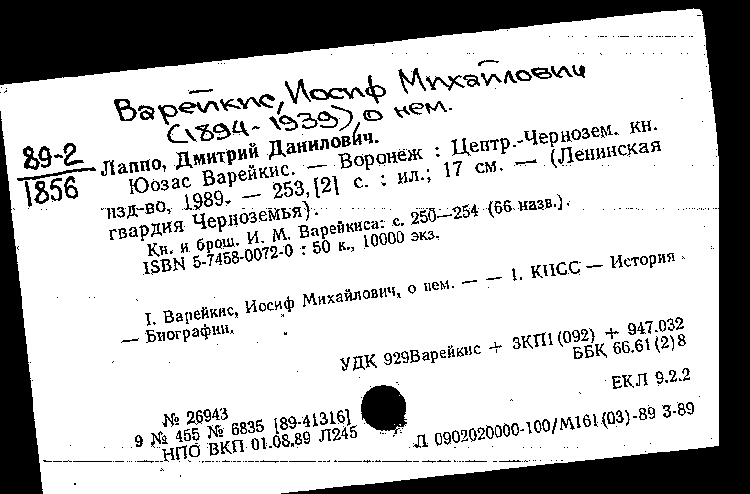 Варейкис, Иосиф Михайлович
(1894-1939), о нем.
89-2
1856
Лаппо, Дмитрий Данилович.
Юозас Варейкис. — Воронеж : Центр.-Чернозем. кн.
изд-во, 1989. — 253, [2] с. : ил.; 17 см. — (Ленинская
гвардия Черноземья).
Кн. и брош. И. М. Варейкиса: с. 250—254 (66 назв.).
ISBN 5-7458-0072-0 : 50 к., 10000 экз.
I. Варейкис, Иосиф Михайлович, о нем. — — 1. КПСС — История
— Биографии.
УДК 929Варейкис + ЗКП1(092) + 947.032
ББК 66.61(2)8
ЕКЛ 9.2.2
№ 26943
9 № 455 № 6835 [89-41316]
НПО ВКП 01.08.89 Л245
Л 0902020000-100/М161(03)-89 3-89